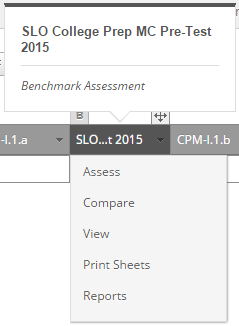 SLO College Prep MC Pre-Test
2015
Benchmark Assessment
B
-I.1.a SLO...t 2015 CPM-I.1.b
Assess
Compare
View
Print Sheets
Reports